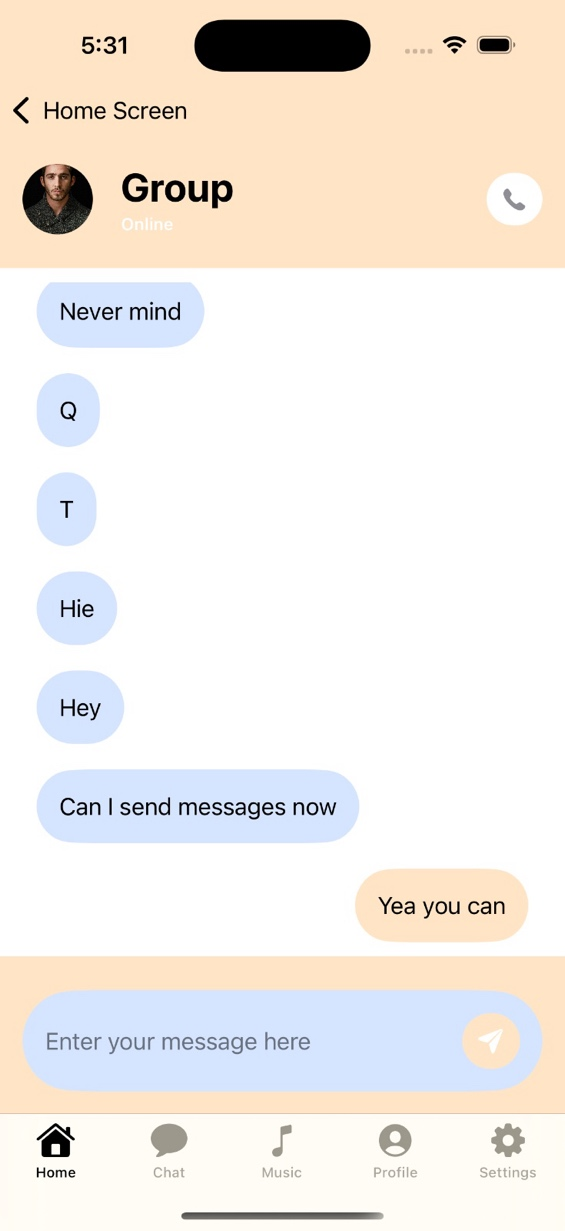 5:31
Home Screen
Group
Online
Never mind
Q
T
Hie
Hey
Can I send messages now
Yea you can
Enter your message here
Home
Chat
Music
Profile
Settings